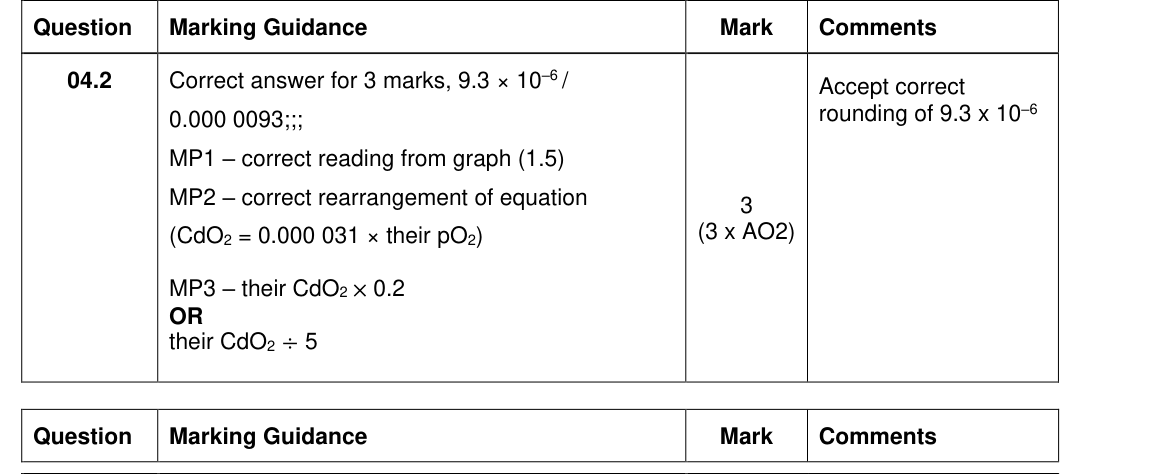 Question Marking Guidance Mark Comments
04.2 Correct answer for 3 marks, 9.3 × 10⁻⁶ /
0.000 0093;;;
MP1 – correct reading from graph (1.5)
MP2 – correct rearrangement of equation
(CdO₂ = 0.000 031 × their pO₂)
MP3 – their CdO₂ × 0.2
OR
their CdO₂ ÷ 5
3
(3 x AO2)
Accept correct
rounding of 9.3 x 10⁻⁶
Question Marking Guidance Mark Comments